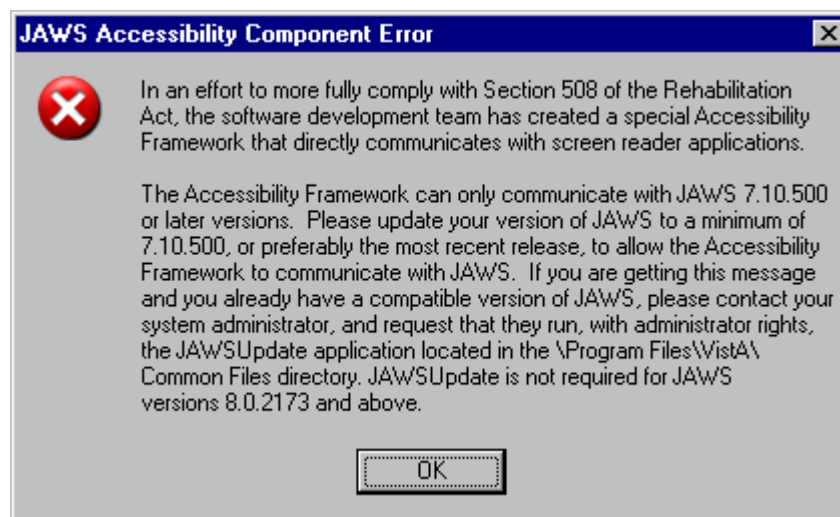 JAWS Accessibility Component Error
In an effort to more fully comply with Section 508 of the Rehabilitation
Act, the software development team has created a special Accessibility
Framework that directly communicates with screen reader applications.
The Accessibility Framework can only communicate with JAWS 7.10.500
or later versions.  Please update your version of JAWS to a minimum of
7.10.500, or preferably the most recent release, to allow the Accessibility
Framework to communicate with JAWS.  If you are getting this message
and you already have a compatible version of JAWS, please contact your
system administrator, and request that they run, with administrator rights,
the JAWSUpdate application located in the \Program Files\VistA\
Common Files directory. JAWSUpdate is not required for JAWS
versions 8.0.2173 and above.
OK